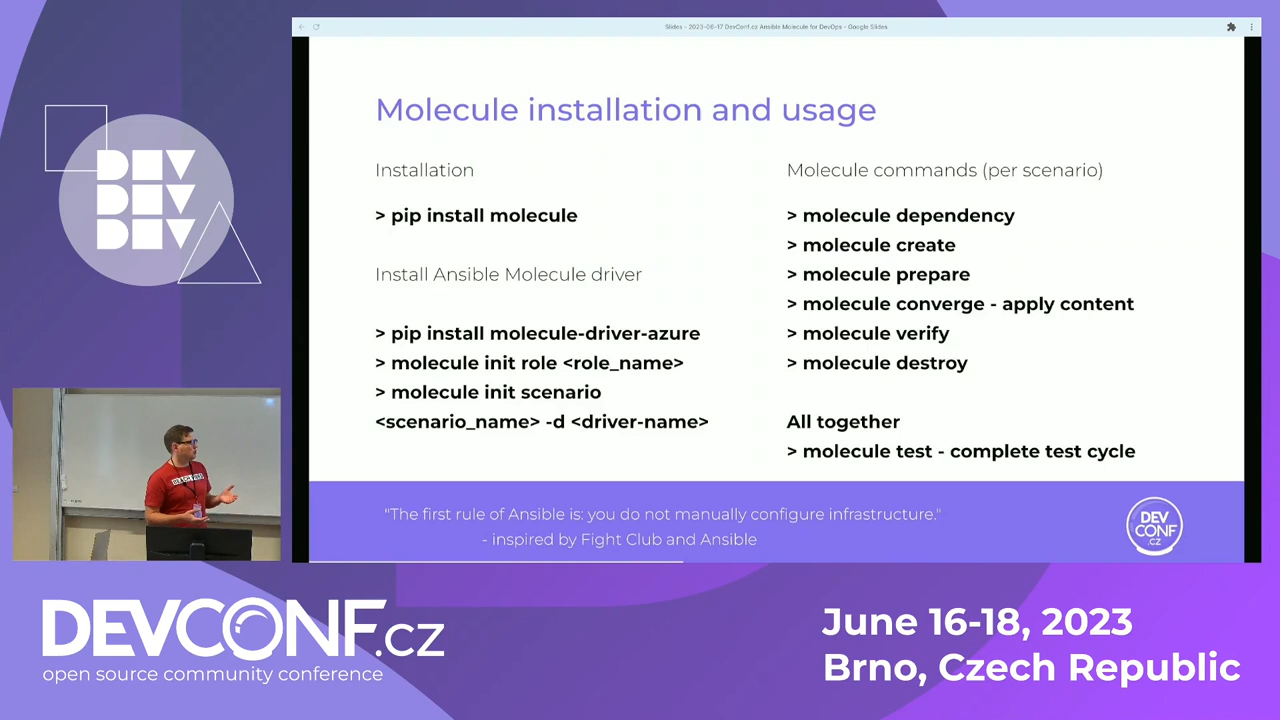 Slides - 2023-06-17 DevConf.cz Ansible Molecule for DevOps - Google Slides
DEV
DEV
DEV
Molecule installation and usage
Installation
> pip install molecule
Install Ansible Molecule driver
> pip install molecule-driver-azure
> molecule init role <role_name>
> molecule init scenario
<scenario_name> -d <driver-name>
Molecule commands (per scenario)
> molecule dependency
> molecule create
> molecule prepare
> molecule converge - apply content
> molecule verify
> molecule destroy
All together
> molecule test - complete test cycle
"The first rule of Ansible is: you do not manually configure infrastructure."
- inspired by Fight Club and Ansible
DEV
CONF
.CZ
DEVCONF.cz
open source community conference
June 16-18, 2023
Brno, Czech Republic